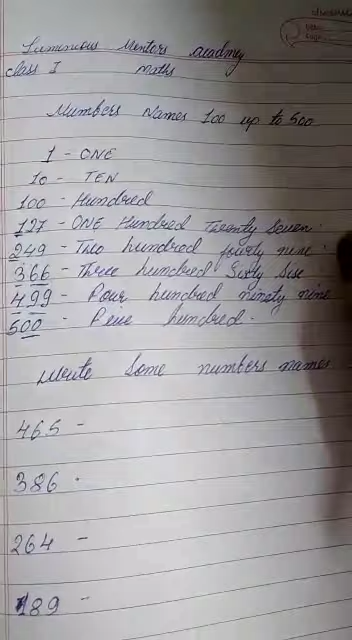 Luminious Mentors academy
class I Maths
Numbers Names 100 up to 500
1 - ONE
10 - TEN
100 - Hundred
127 - ONE Hundred Twenty Seven.
249 - Two hundred fourty nine.
366 - Three hundred Sixty Six
499 - Four hundred ninety nine
500 - Five hundred.
Write Some numbers names
465 -
386 -
264 -
189 -